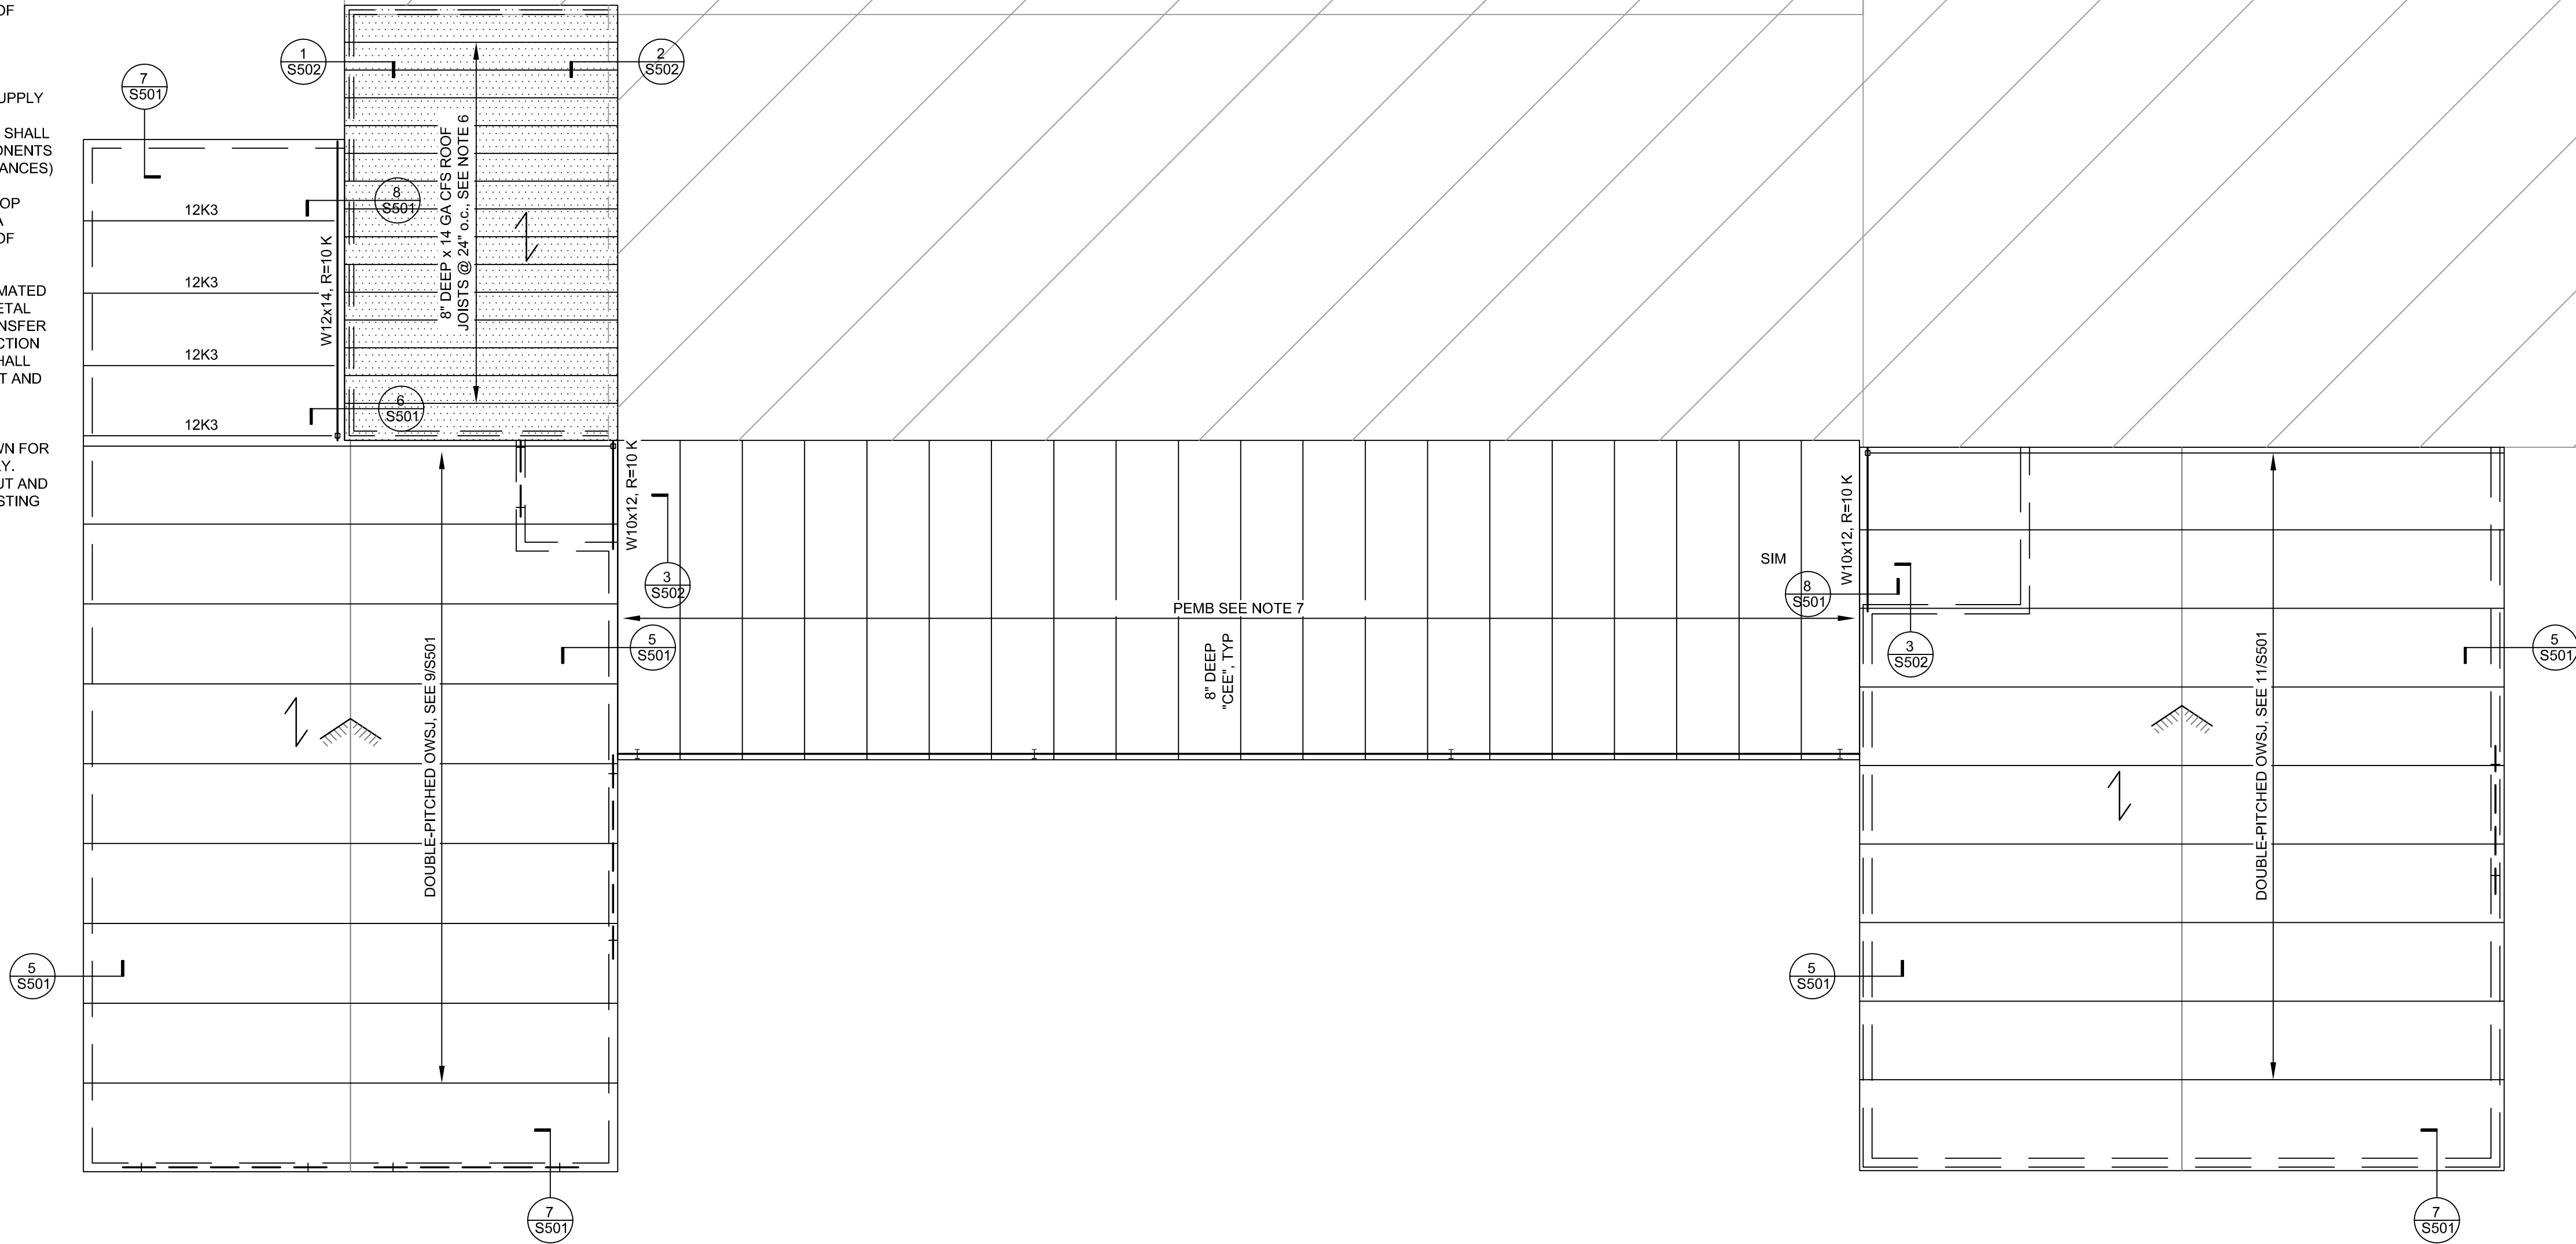 OF
UPPLY
SHALL
ONENTS
ANCES)
OP
A
OF
MATED
ETAL
NSFER
CTION
HALL
T AND
WN FOR
LY.
UT AND
STING
1
S502
2
S502
7
S501
8
S501
12K3
12K3
12K3
12K3
W12x14, R=10 K
8" DEEP x 14 GA CFS ROOF
JOISTS @ 24" o.c., SEE NOTE 6
6
S501
W10x12, R=10 K
3
S502
5
S501
DOUBLE-PITCHED OWSJ, SEE 9/S501
5
S501
7
S501
PEMB SEE NOTE 7
8" DEEP
"CEE", TYP
SIM
8
S501
W10x12, R=10 K
3
S502
5
S501
DOUBLE-PITCHED OWSJ, SEE 11/S501
5
S501
7
S501